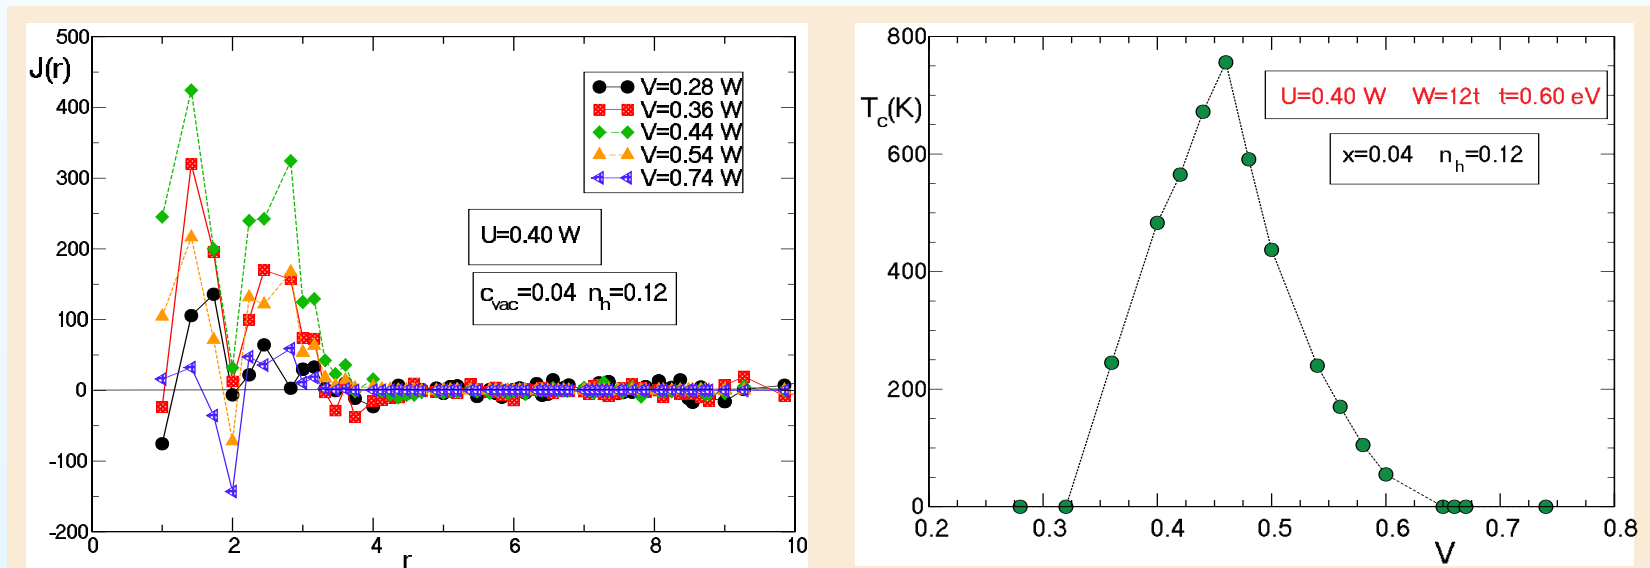 500
J(r)
400
300
200
100
0
-100
-200
0
2
4
6
8
10
r
V=0.28 W
V=0.36 W
V=0.44 W
V=0.54 W
V=0.74 W
U=0.40 W
c_vac=0.04 n_h=0.12
800
T_c(K)
600
400
200
0
0.2
0.3
0.4
0.5
0.6
0.7
0.8
V
U=0.40 W W=12t t=0.60 eV
x=0.04 n_h=0.12